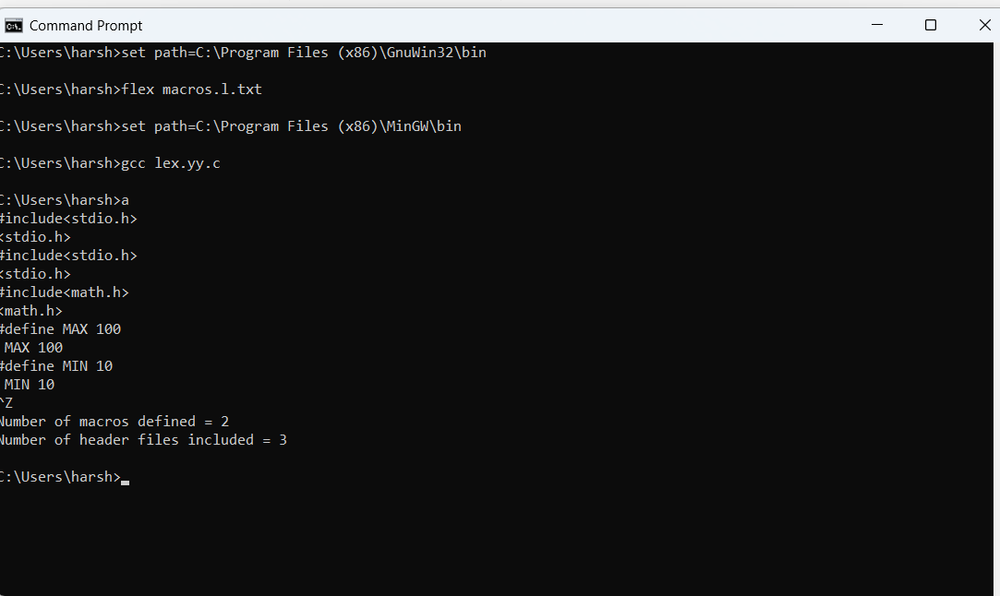 Command Prompt
C:\Users\harsh>set path=C:\Program Files (x86)\GnuWin32\bin
C:\Users\harsh>flex macros.l.txt
C:\Users\harsh>set path=C:\Program Files (x86)\MinGW\bin
C:\Users\harsh>gcc lex.yy.c
C:\Users\harsh>a
#include<stdio.h>
<stdio.h>
#include<stdio.h>
<stdio.h>
#include<math.h>
<math.h>
#define MAX 100
 MAX 100
#define MIN 10
 MIN 10
^Z
Number of macros defined = 2
Number of header files included = 3
C:\Users\harsh>